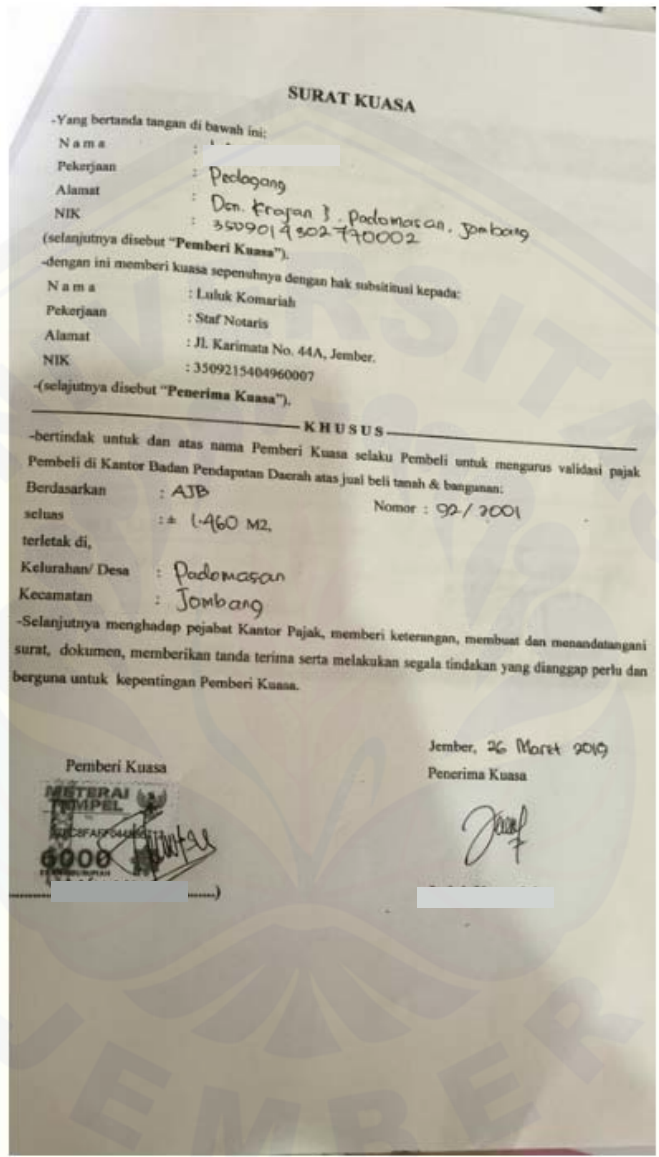 SURAT KUASA
-Yang bertanda tangan di bawah ini:
N a m a :
Pekerjaan : Pedagang
Alamat : Dsn. Krajan 3. Padomasan. Jombang
NIK : 3509014302770002
(selanjutnya disebut "Pemberi Kuasa").
-dengan ini memberi kuasa sepenuhnya dengan hak subsititusi kepada:
N a m a : Luluk Komariah
Pekerjaan : Staf Notaris
Alamat : Jl. Karimata No. 44A, Jember.
NIK : 3509215404960007
-(selajutnya disebut "Penerima Kuasa").
K H U S U S
-bertindak untuk dan atas nama Pemberi Kuasa selaku Pembeli untuk mengurus validasi pajak
Pembeli di Kantor Badan Pendapatan Daerah atas jual beli tanah & bangunan:
Berdasarkan : AJB Nomor : 92/2001
seluas : ± 1.460 M2,
terletak di,
Kelurahan/ Desa : Padomasan
Kecamatan : Jombang
-Selanjutnya menghadap pejabat Kantor Pajak, memberi keterangan, membuat dan menandatangani
surat, dokumen, memberikan tanda terima serta melakukan segala tindakan yang dianggap perlu dan
berguna untuk kepentingan Pemberi Kuasa.
Jember, 26 Maret 2019
Pemberi Kuasa Penerima Kuasa
METERAI
TEMPEL
6000
UNIVERSITAS
JEMBER